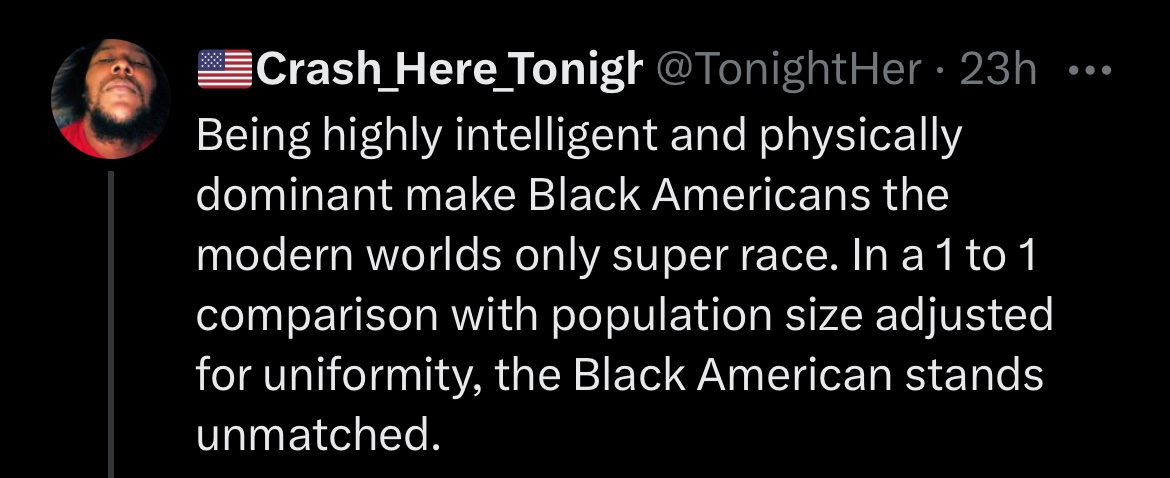 🇺🇸Crash_Here_Tonigh @TonightHer · 23h
Being highly intelligent and physically
dominant make Black Americans the
modern worlds only super race. In a 1 to 1
comparison with population size adjusted
for uniformity, the Black American stands
unmatched.